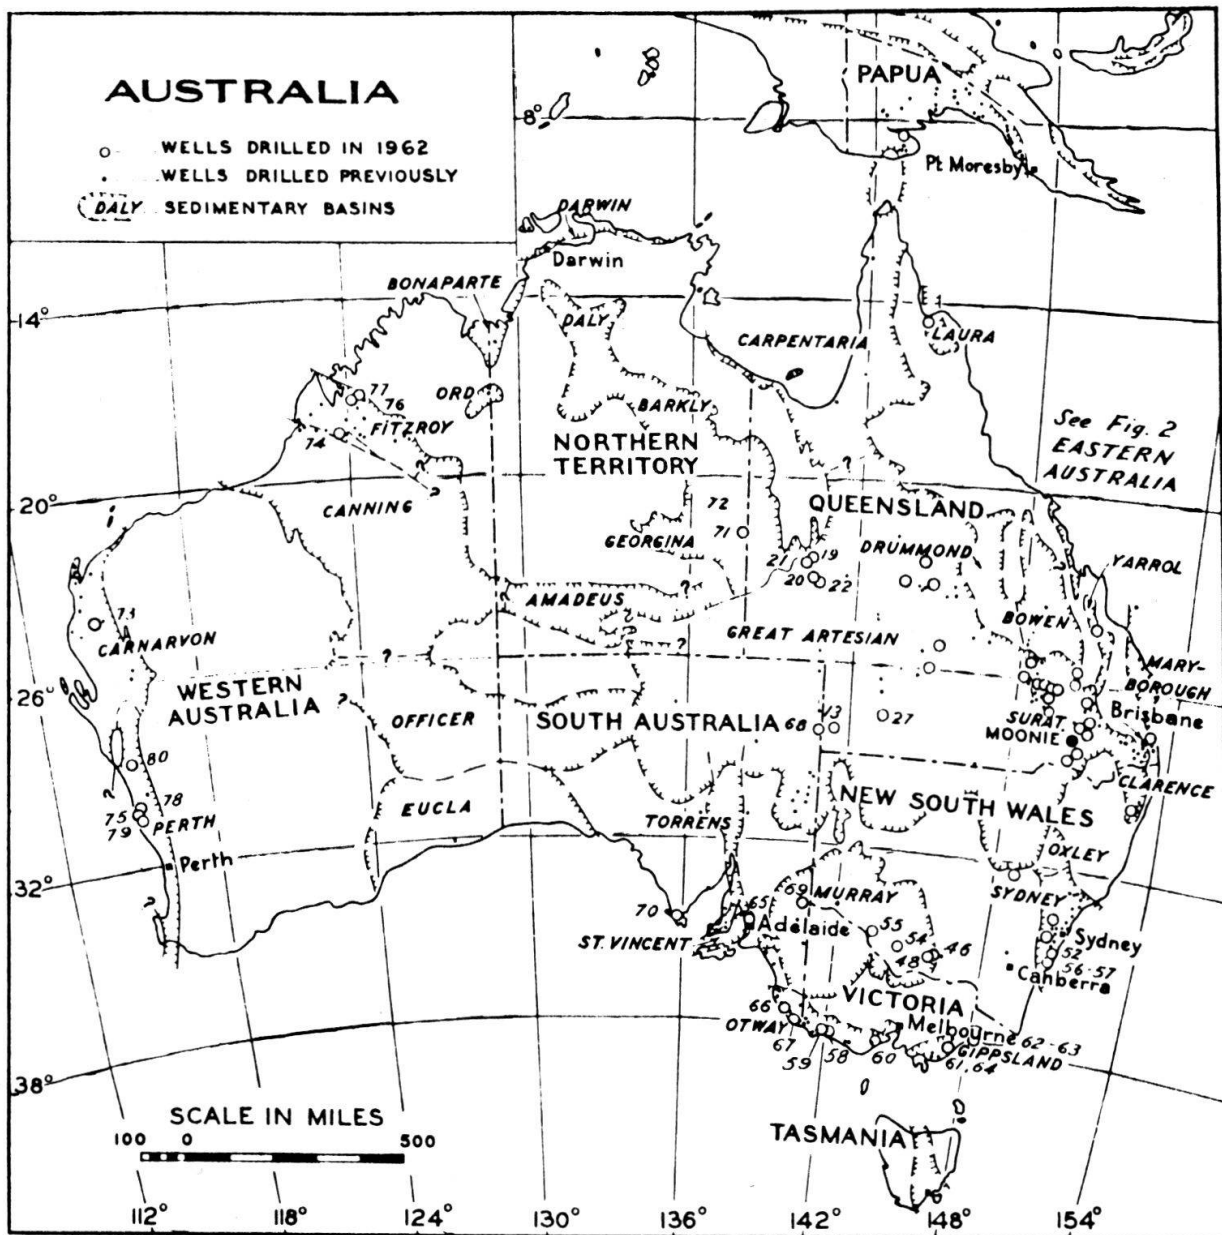 AUSTRALIA
WELLS DRILLED IN 1962
WELLS DRILLED PREVIOUSLY
DALY SEDIMENTARY BASINS
8°
PAPUA
Pt Moresby
DARWIN
Darwin
BONAPARTE
14°
DALY
CARPENTARIA
LAURA
77
76
ORD
BARKLY
FITZROY
74
NORTHERN
TERRITORY
See Fig. 2
EASTERN
AUSTRALIA
?
?
?
20°
CANNING
72
QUEENSLAND
GEORGINA
71
21
19
DRUMMOND
20
22
YARROL
?
?
?
AMADEUS
73
GREAT ARTESIAN
BOWEN
CARNARVON
?
?
MARY-
BOROUGH
26°
WESTERN
AUSTRALIA
?
OFFICER
SOUTH AUSTRALIA
68
V3
27
SURAT
Brisbane
MOONIE
80
?
CLARENCE
78
75
79
PERTH
EUCLA
TORRENS
NEW SOUTH WALES
Perth
OXLEY
32°
69
MURRAY
SYDNEY
70
65
Adelaide
55
54
46
48
Sydney
52
ST. VINCENT
56-57
Canberra
VICTORIA
66
OTWAY
67
59
58
60
Melbourne
62-63
GIPPSLAND
61,64
38°
SCALE IN MILES
100 0 500
TASMANIA
112° 118° 124° 130° 136° 142° 148° 154°